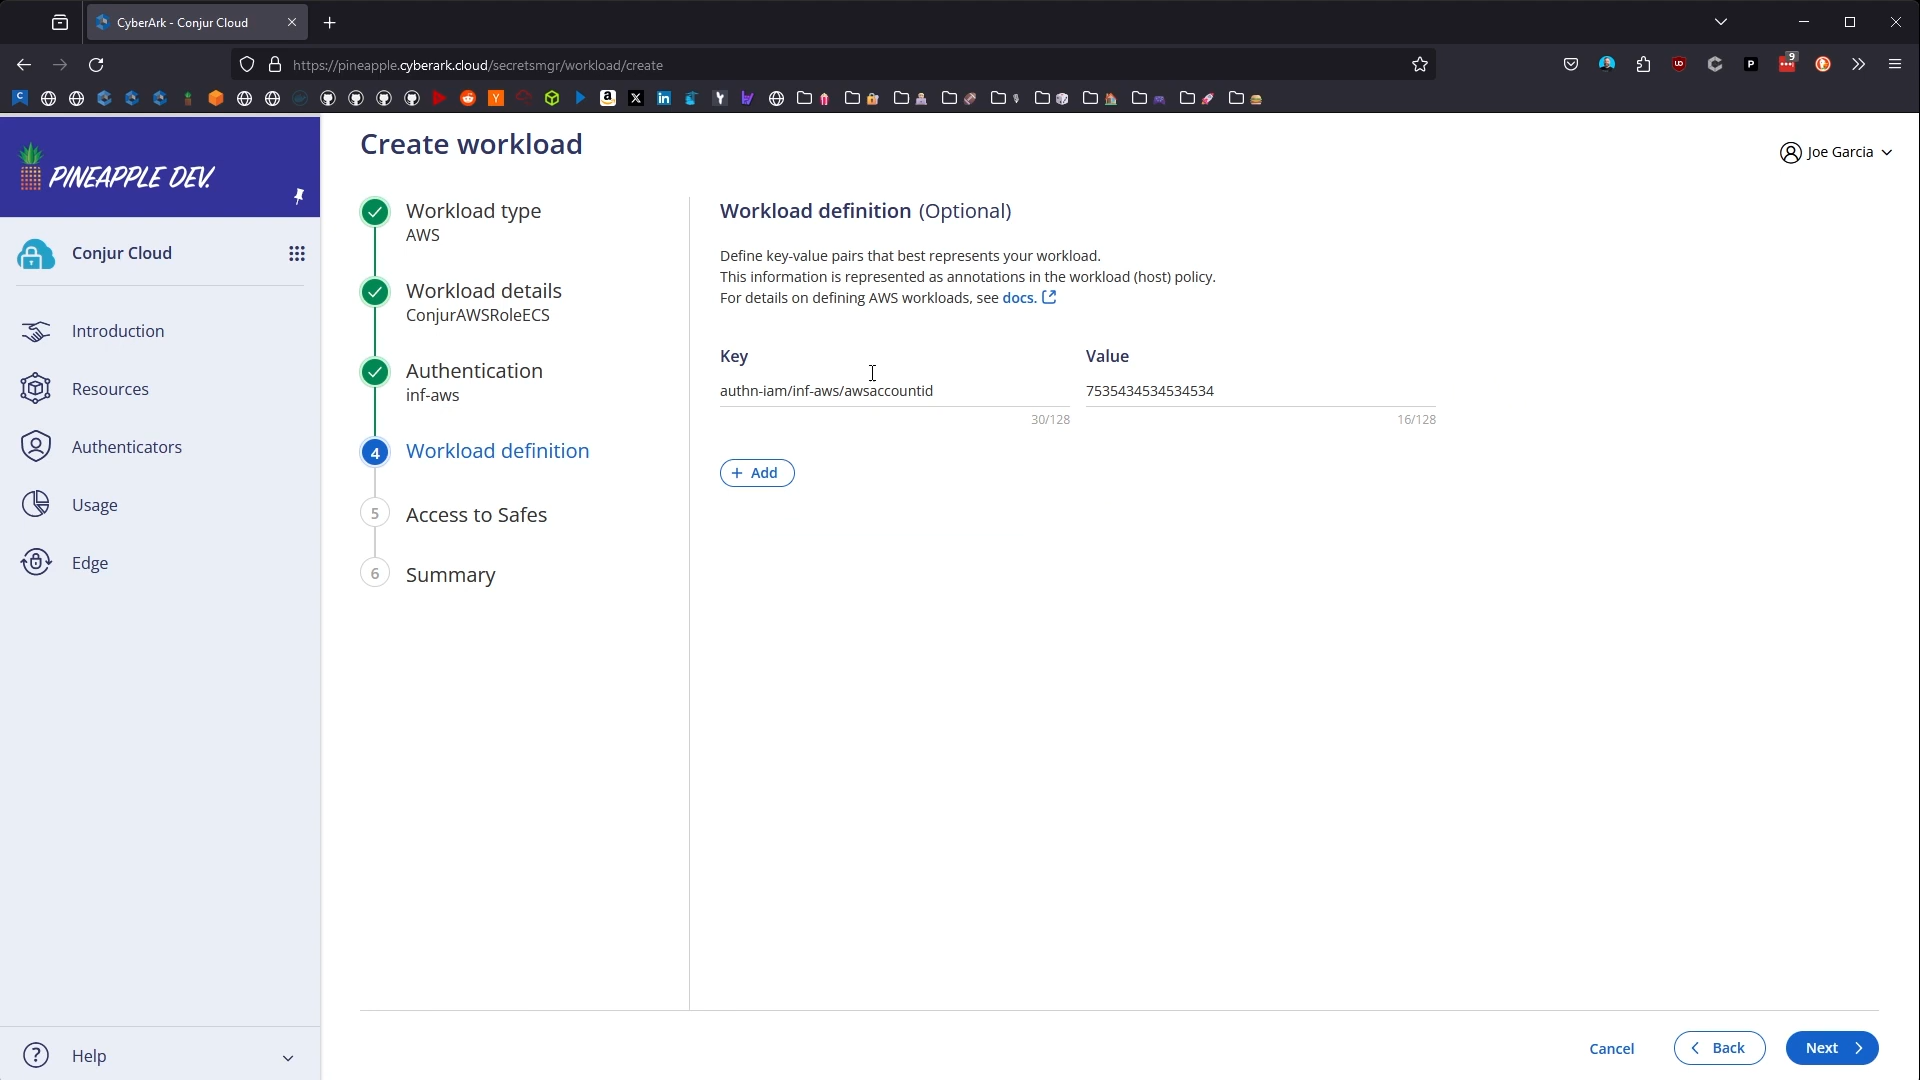 CyberArk - Conjur Cloud
https://pineapple.cyberark.cloud/secretsmgr/workload/create
9
PINEAPPLE DEV.
Conjur Cloud
Introduction
Resources
Authenticators
Usage
Edge
Help
Create workload
Joe Garcia
Workload type
AWS
Workload details
ConjurAWSRoleECS
Authentication
inf-aws
4
Workload definition
5
Access to Safes
6
Summary
Workload definition (Optional)
Define key-value pairs that best represents your workload.
This information is represented as annotations in the workload (host) policy.
For details on defining AWS workloads, see docs.
Key
Value
authn-iam/inf-aws/awsaccountid
7535434534534534
30/128
16/128
+ Add
Cancel
Back
Next